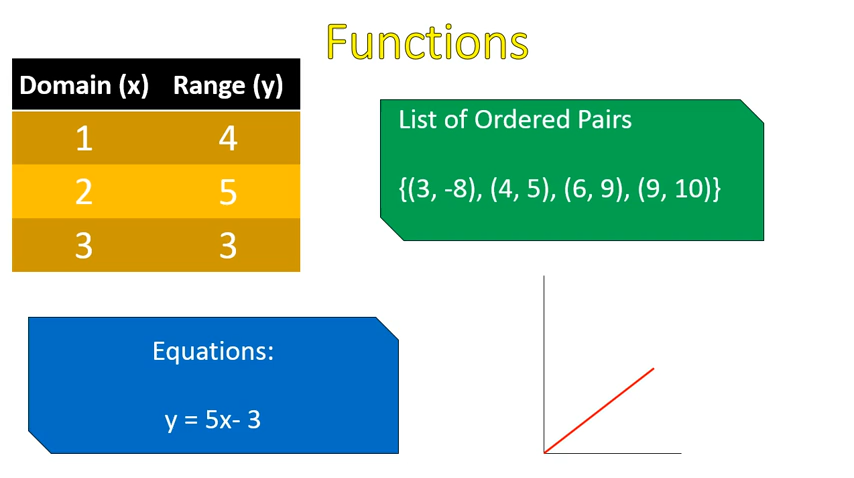 Functions
Domain (x) Range (y)
1 4
2 5
3 3
List of Ordered Pairs
{(3, -8), (4, 5), (6, 9), (9, 10)}
Equations:
y = 5x- 3